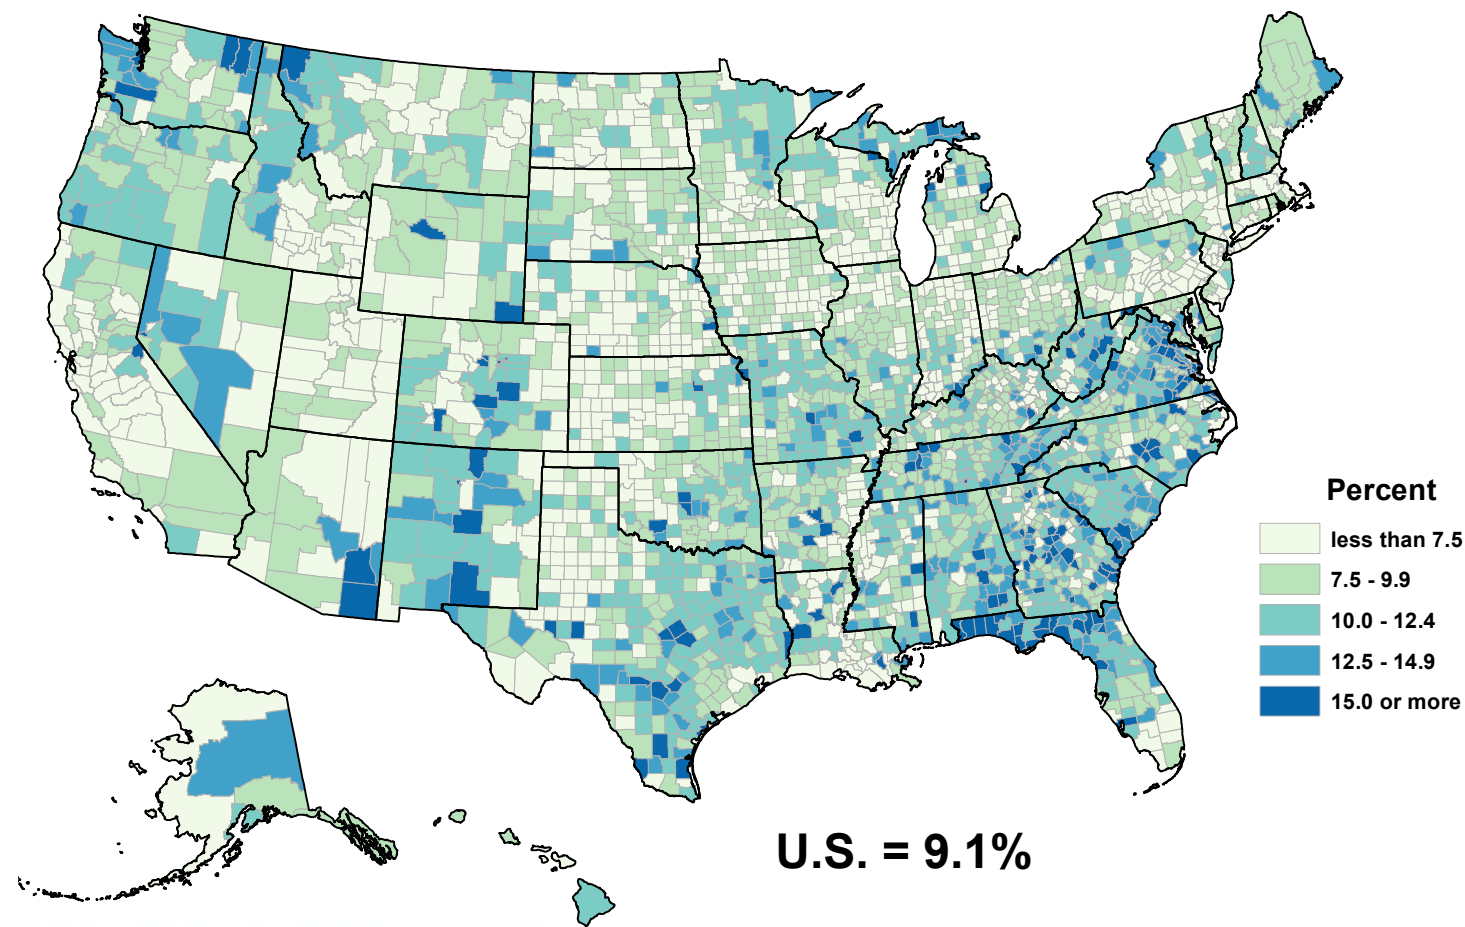 Percent
less than 7.5
7.5 - 9.9
10.0 - 12.4
12.5 - 14.9
15.0 or more
U.S. = 9.1%